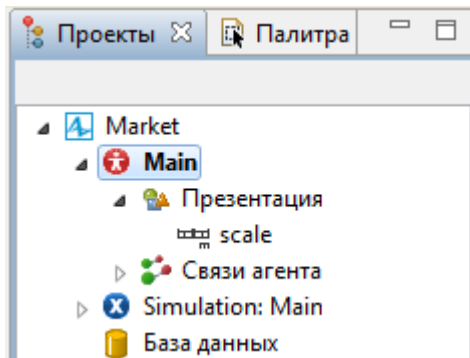 Проекты Палитра
Market
Main
Презентация
scale
Связи агента
Simulation: Main
База данных